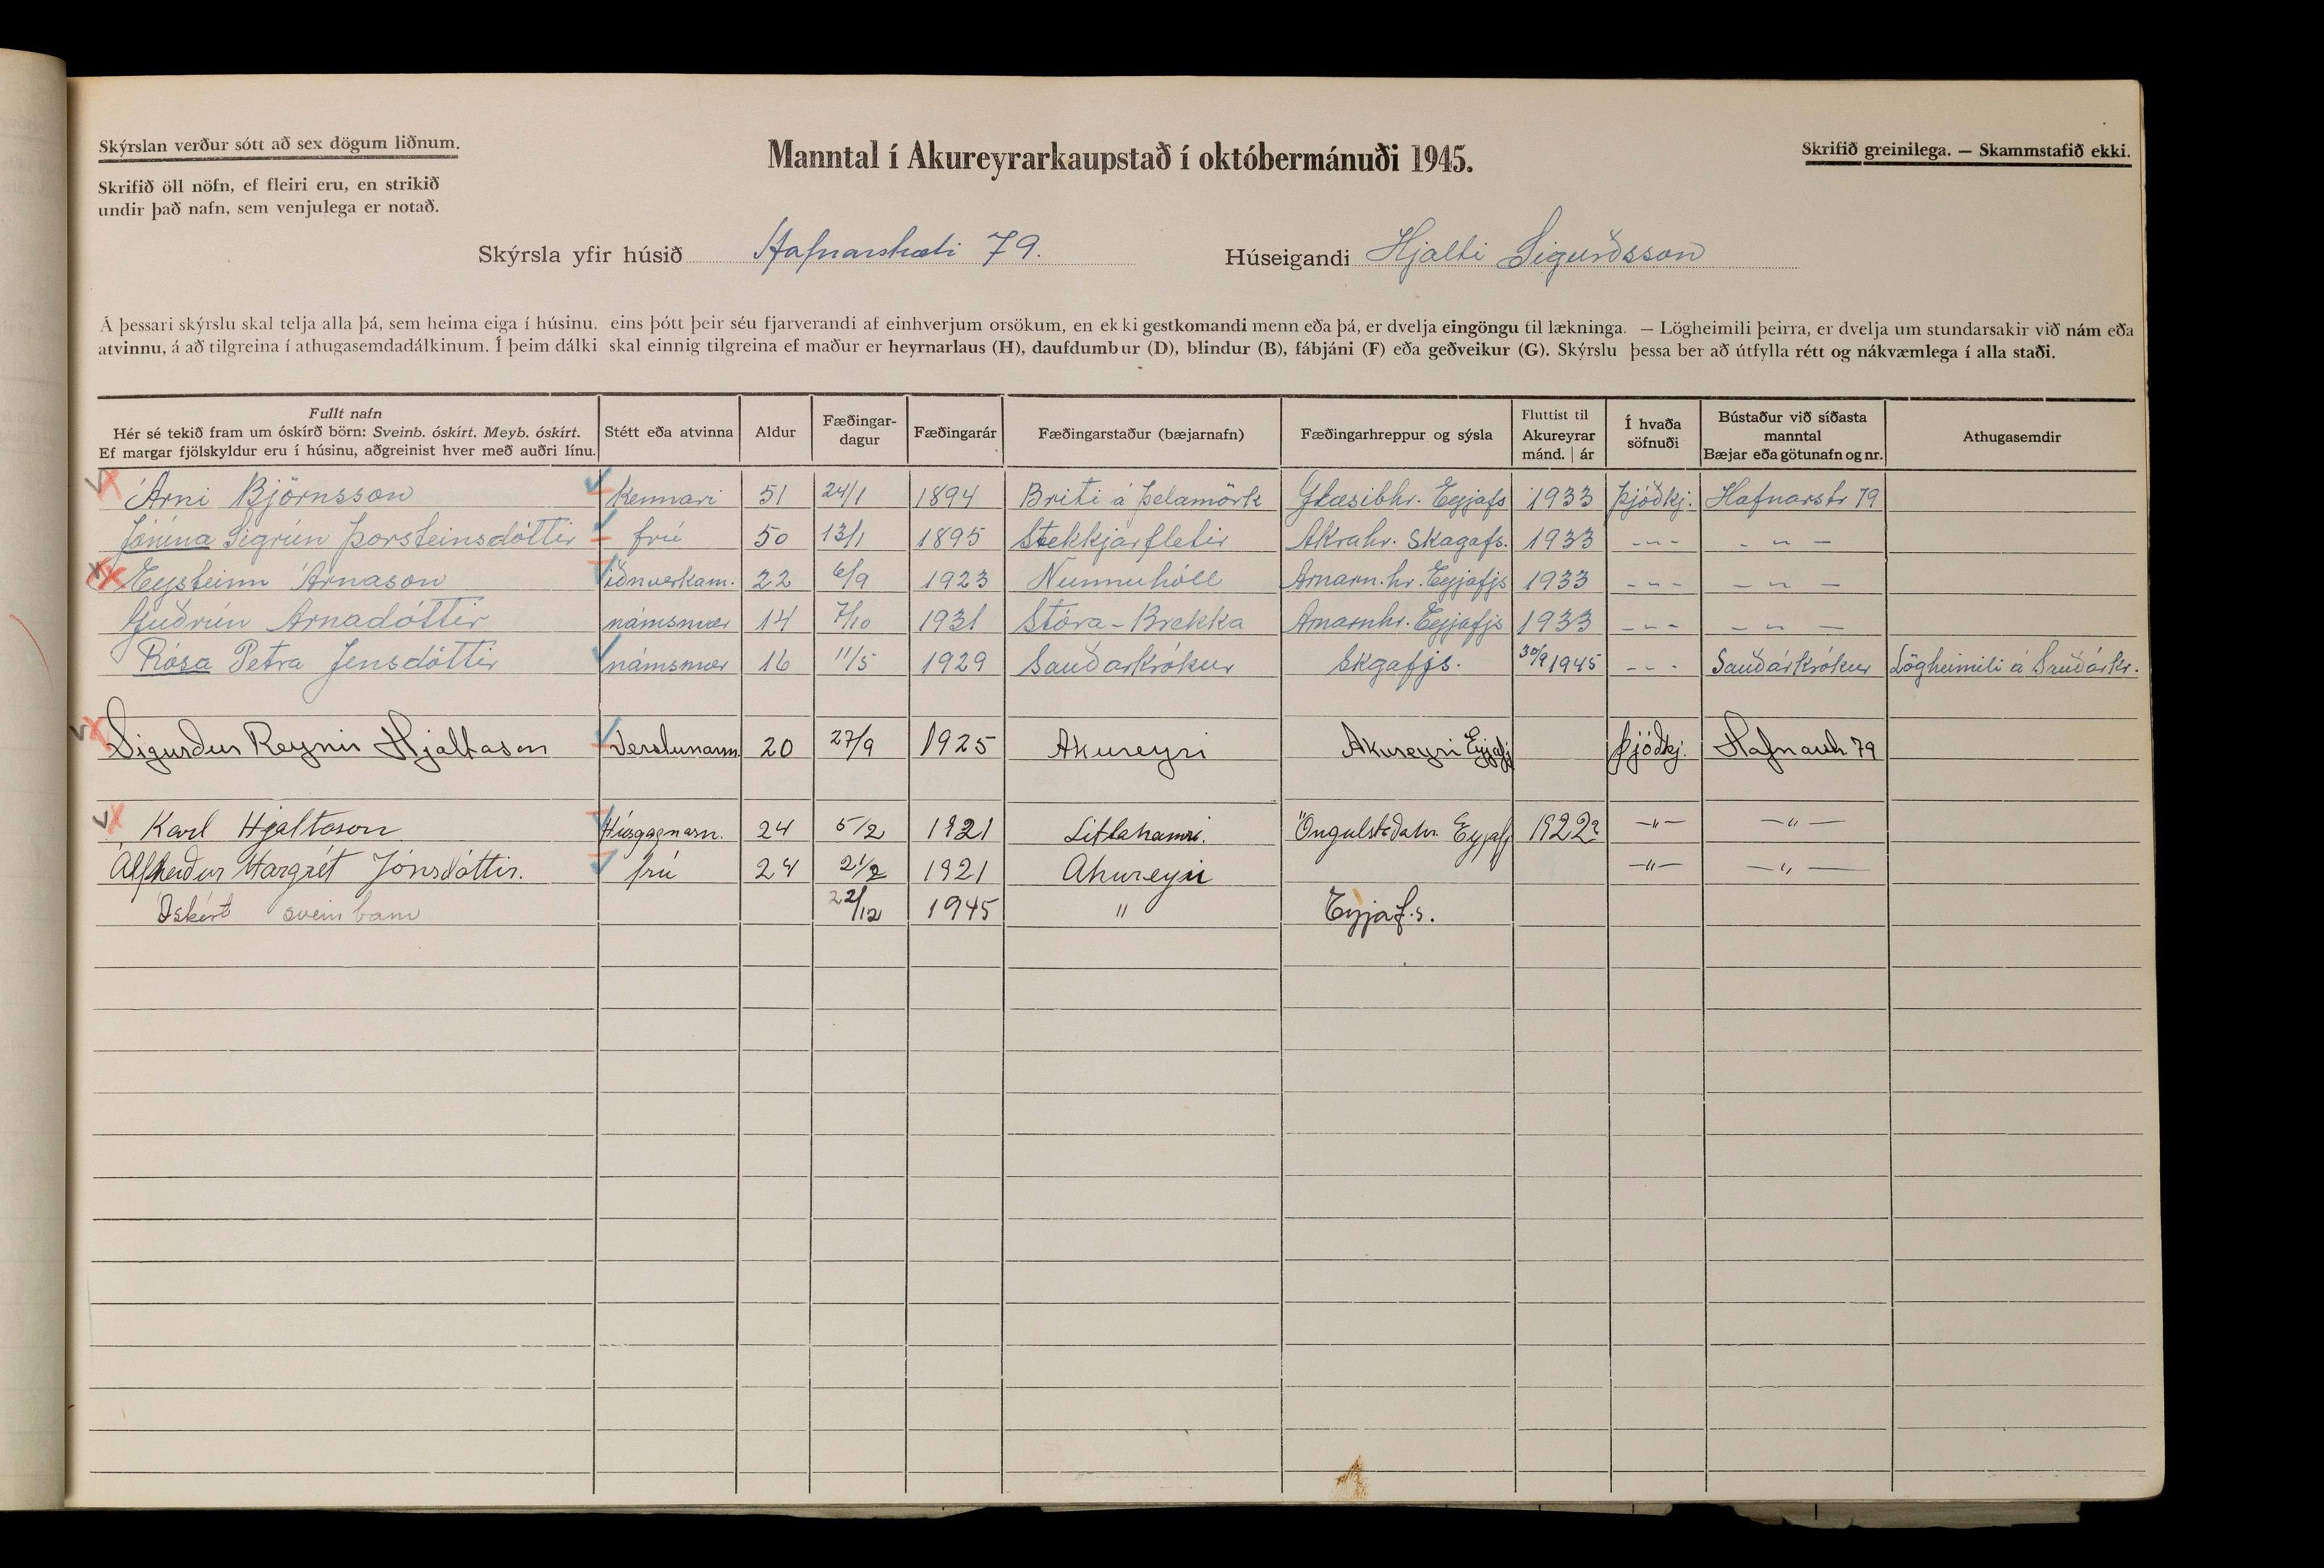 Skýrslan verður sótt að sex dögum liðnum.
Skrifið öll nöfn, ef fleiri eru, en strikið
undir það nafn, sem venjulega er notað.
Manntal í Akureyrarkaupstað í októbermánuði 1945.
Skrifið greinilega. — Skammstafið ekki.
Skýrsla yfir húsið Hafnarstræti 79.
Húseigandi Hjalti Sigurðsson
Á þessari skýrslu skal telja alla þá, sem heima eiga í húsinu, eins þótt þeir séu fjarverandi af einhverjum orsökum, en ekki gestkomandi menn eða þá, er dvelja eingöngu til lækninga. — Lögheimili þeirra, er dvelja um stundarsakir við nám eða
atvinnu, á að tilgreina í athugasemdadálkinum. Í þeim dálki skal einnig tilgreina ef maður er heyrnarlaus (H), daufdumbur (D), blindur (B), fábjáni (F) eða geðveikur (G). Skýrslu þessa ber að útfylla rétt og nákvæmlega í alla staði.
Fullt nafn
Hér sé tekið fram um óskírð börn: Sveinb. óskírt. Meyb. óskírt.
Ef margar fjölskyldur eru í húsinu, aðgreinist hver með auðri línu.
Stétt eða atvinna
Aldur
Fæðingar-
dagur
Fæðingarár
Fæðingarstaður (bæjarnafn)
Fæðingarhreppur og sýsla
Fluttist til
Akureyrar
mánd. | ár
Í hvaða
söfnuði
Bústaður við síðasta
manntal
Bæjar eða götunafn og nr.
Athugasemdir
Árni Björnsson Kennari 51 24/1 1894 Briti á Þelamörk Glæsibhr. Eyjafs 1933 Þjóðkj. Hafnarstr 79
Jónína Sigrún Þorsteinsdóttir frú 50 13/1 1895 Stekkjarfletir Akrahr. Skagafs. 1933 -"- - " -
Eysteinn Árnason iðnverkam. 22 6/9 1923 Nunnuhóll Arnarn.hr. Eyjafjs 1933 -"- - " -
Guðrún Árnadóttir námsmær 14 7/10 1931 Stóra-Brekka Arnarnhr. Eyjafjs 1933 -"- - " -
Rósa Petra Jensdóttir námsmær 16 11/5 1929 Sauðárkrókur Skgafjs. 30/9 1945 -"- Sauðárkrókur Lögheimili á Sauðárkr.
Sigurður Reynir Hjaltason Verslunarm. 20 27/9 1925 Akureyri Akureyri Eyjafj Þjóðkj. Hafnarstr. 79
Karl Hjaltason Húsgagnasm. 24 5/2 1921 Litlahamri. Öngulstaðahr. Eyjafj 1922? -"- -"-
Álfheiður Margrét Jónsdóttir. frú 24 21/2 1921 Akureyri -"- -"-
Óskírt sveinbarn 22/12 1945 " Eyjaf.s.